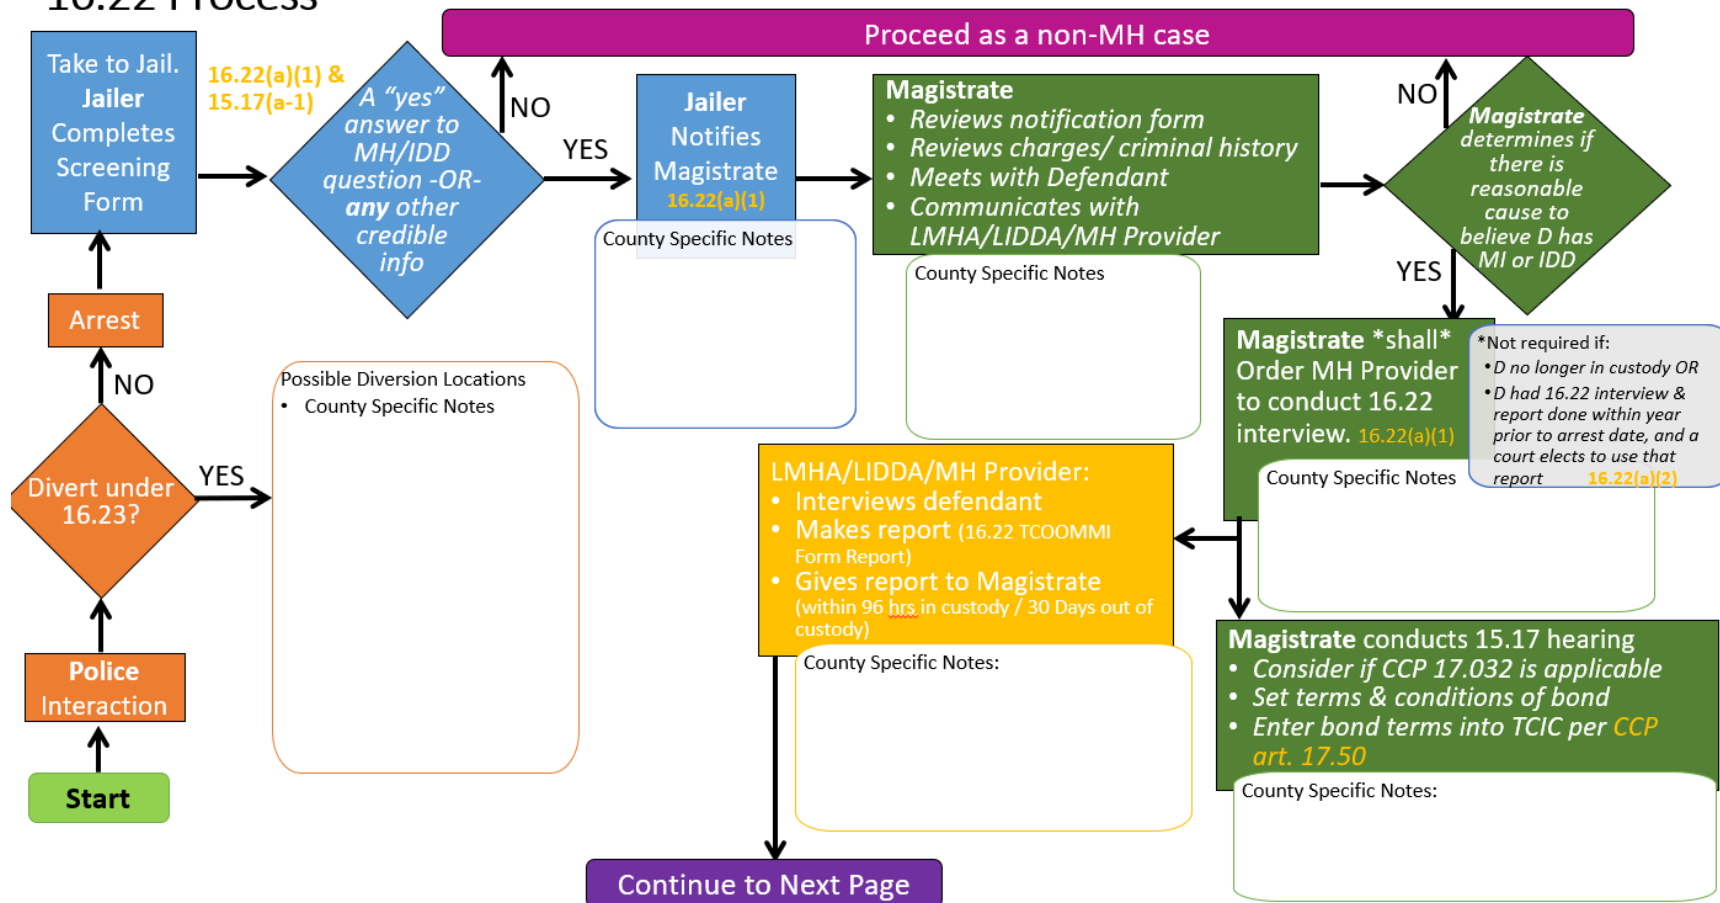 16.22 Process
Proceed as a non-MH case
Take to Jail.
Jailer
Completes
Screening
Form
16.22(a)(1) &
15.17(a-1)
A “yes”
answer to
MH/IDD
question -OR-
any other
credible
info
NO
YES
Jailer
Notifies
Magistrate
16.22(a)(1)
County Specific Notes
Magistrate
• Reviews notification form
• Reviews charges/ criminal history
• Meets with Defendant
• Communicates with
LMHA/LIDDA/MH Provider
County Specific Notes
NO
Magistrate
determines if
there is
reasonable
cause to
believe D has
MI or IDD
YES
Arrest
NO
Divert under
16.23?
YES
Possible Diversion Locations
• County Specific Notes
Police
Interaction
Start
Magistrate *shall*
Order MH Provider
to conduct 16.22
interview. 16.22(a)(1)
*Not required if:
• D no longer in custody OR
• D had 16.22 interview &
report done within year
prior to arrest date, and a
court elects to use that
report 16.22(a)(2)
County Specific Notes
LMHA/LIDDA/MH Provider:
• Interviews defendant
• Makes report (16.22 TCOOMMI
Form Report)
• Gives report to Magistrate
(within 96 hrs in custody / 30 Days out of
custody)
County Specific Notes:
Magistrate conducts 15.17 hearing
• Consider if CCP 17.032 is applicable
• Set terms & conditions of bond
• Enter bond terms into TCIC per CCP
art. 17.50
County Specific Notes:
Continue to Next Page